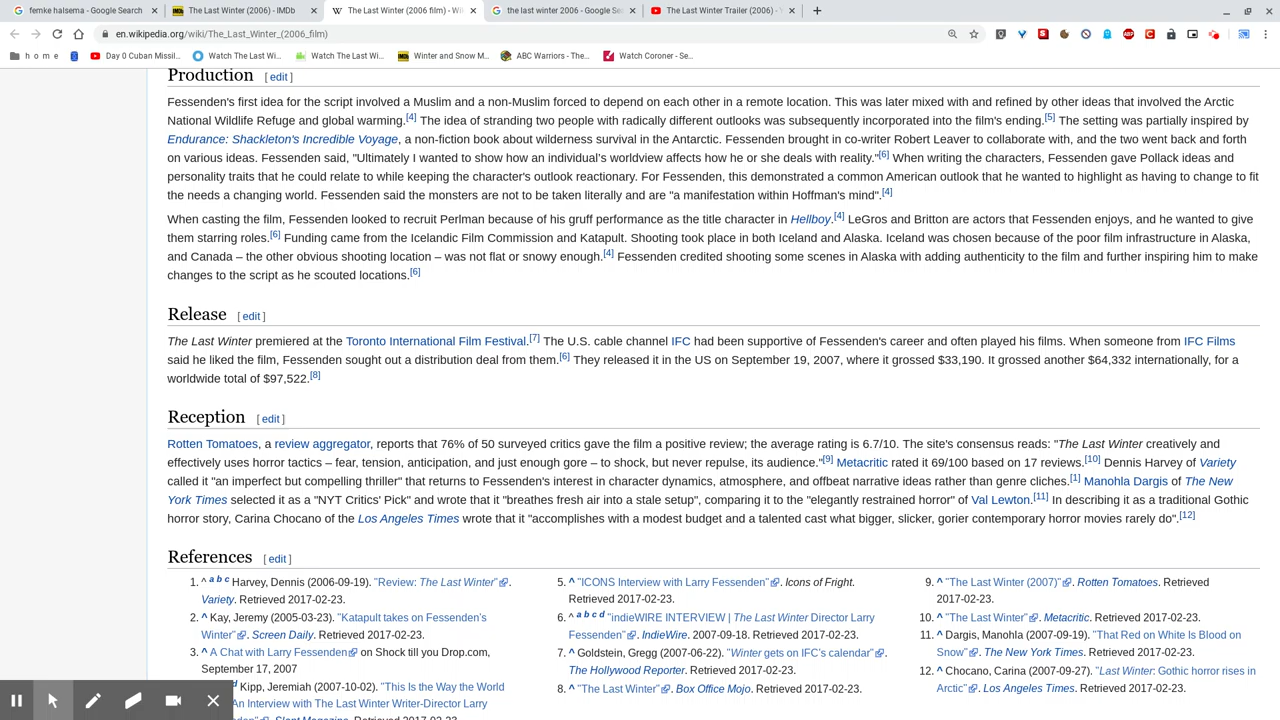 femke halsema - Google Search
The Last Winter (2006) - IMDb
The Last Winter (2006 film) - Wi
the last winter 2006 - Google Se
The Last Winter Trailer (2006) -
en.wikipedia.org/wiki/The_Last_Winter_(2006_film)
h o m e
Day 0 Cuban Missil...
Watch The Last Wi...
Watch The Last Wi...
Winter and Snow M...
ABC Warriors - The...
Watch Coroner - Se...
Production [ edit ]
Fessenden's first idea for the script involved a Muslim and a non-Muslim forced to depend on each other in a remote location. This was later mixed with and refined by other ideas that involved the Arctic
National Wildlife Refuge and global warming.[4] The idea of stranding two people with radically different outlooks was subsequently incorporated into the film's ending.[5] The setting was partially inspired by
Endurance: Shackleton's Incredible Voyage, a non-fiction book about wilderness survival in the Antarctic. Fessenden brought in co-writer Robert Leaver to collaborate with, and the two went back and forth
on various ideas. Fessenden said, "Ultimately I wanted to show how an individual's worldview affects how he or she deals with reality."[6] When writing the characters, Fessenden gave Pollack ideas and
personality traits that he could relate to while keeping the character's outlook reactionary. For Fessenden, this demonstrated a common American outlook that he wanted to highlight as having to change to fit
the needs a changing world. Fessenden said the monsters are not to be taken literally and are "a manifestation within Hoffman's mind".[4]
When casting the film, Fessenden looked to recruit Perlman because of his gruff performance as the title character in Hellboy.[4] LeGros and Britton are actors that Fessenden enjoys, and he wanted to give
them starring roles.[6] Funding came from the Icelandic Film Commission and Katapult. Shooting took place in both Iceland and Alaska. Iceland was chosen because of the poor film infrastructure in Alaska,
and Canada – the other obvious shooting location – was not flat or snowy enough.[4] Fessenden credited shooting some scenes in Alaska with adding authenticity to the film and further inspiring him to make
changes to the script as he scouted locations.[6]
Release [ edit ]
The Last Winter premiered at the Toronto International Film Festival.[7] The U.S. cable channel IFC had been supportive of Fessenden's career and often played his films. When someone from IFC Films
said he liked the film, Fessenden sought out a distribution deal from them.[6] They released it in the US on September 19, 2007, where it grossed $33,190. It grossed another $64,332 internationally, for a
worldwide total of $97,522.[8]
Reception [ edit ]
Rotten Tomatoes, a review aggregator, reports that 76% of 50 surveyed critics gave the film a positive review; the average rating is 6.7/10. The site's consensus reads: "The Last Winter creatively and
effectively uses horror tactics – fear, tension, anticipation, and just enough gore – to shock, but never repulse, its audience."[9] Metacritic rated it 69/100 based on 17 reviews.[10] Dennis Harvey of Variety
called it "an imperfect but compelling thriller" that returns to Fessenden's interest in character dynamics, atmosphere, and offbeat narrative ideas rather than genre cliches.[1] Manohla Dargis of The New
York Times selected it as a "NYT Critics' Pick" and wrote that it "breathes fresh air into a stale setup", comparing it to the "elegantly restrained horror" of Val Lewton.[11] In describing it as a traditional Gothic
horror story, Carina Chocano of the Los Angeles Times wrote that it "accomplishes with a modest budget and a talented cast what bigger, slicker, gorier contemporary horror movies rarely do".[12]
References [ edit ]
1. ^ a b c Harvey, Dennis (2006-09-19). "Review: The Last Winter".
Variety. Retrieved 2017-02-23.
2. ^ Kay, Jeremy (2005-03-23). "Katapult takes on Fessenden's
Winter". Screen Daily. Retrieved 2017-02-23.
3. ^ A Chat with Larry Fessenden on Shock till you Drop.com,
September 17, 2007
d Kipp, Jeremiah (2007-10-02). "This Is the Way the World
An Interview with The Last Winter Writer-Director Larry
den". Slant Magazine. Retrieved 2017-02-23.
5. ^ "ICONS Interview with Larry Fessenden". Icons of Fright.
Retrieved 2017-02-23.
6. ^ a b c d "indieWIRE INTERVIEW | The Last Winter Director Larry
Fessenden". IndieWire. 2007-09-18. Retrieved 2017-02-23.
7. ^ Goldstein, Gregg (2007-06-22). "Winter gets on IFC's calendar".
The Hollywood Reporter. Retrieved 2017-02-23.
8. ^ "The Last Winter". Box Office Mojo. Retrieved 2017-02-23.
9. ^ "The Last Winter (2007)". Rotten Tomatoes. Retrieved
2017-02-23.
10. ^ "The Last Winter". Metacritic. Retrieved 2017-02-23.
11. ^ Dargis, Manohla (2007-09-19). "That Red on White Is Blood on
Snow". The New York Times. Retrieved 2017-02-23.
12. ^ Chocano, Carina (2007-09-27). "Last Winter: Gothic horror rises in
Arctic". Los Angeles Times. Retrieved 2017-02-23.